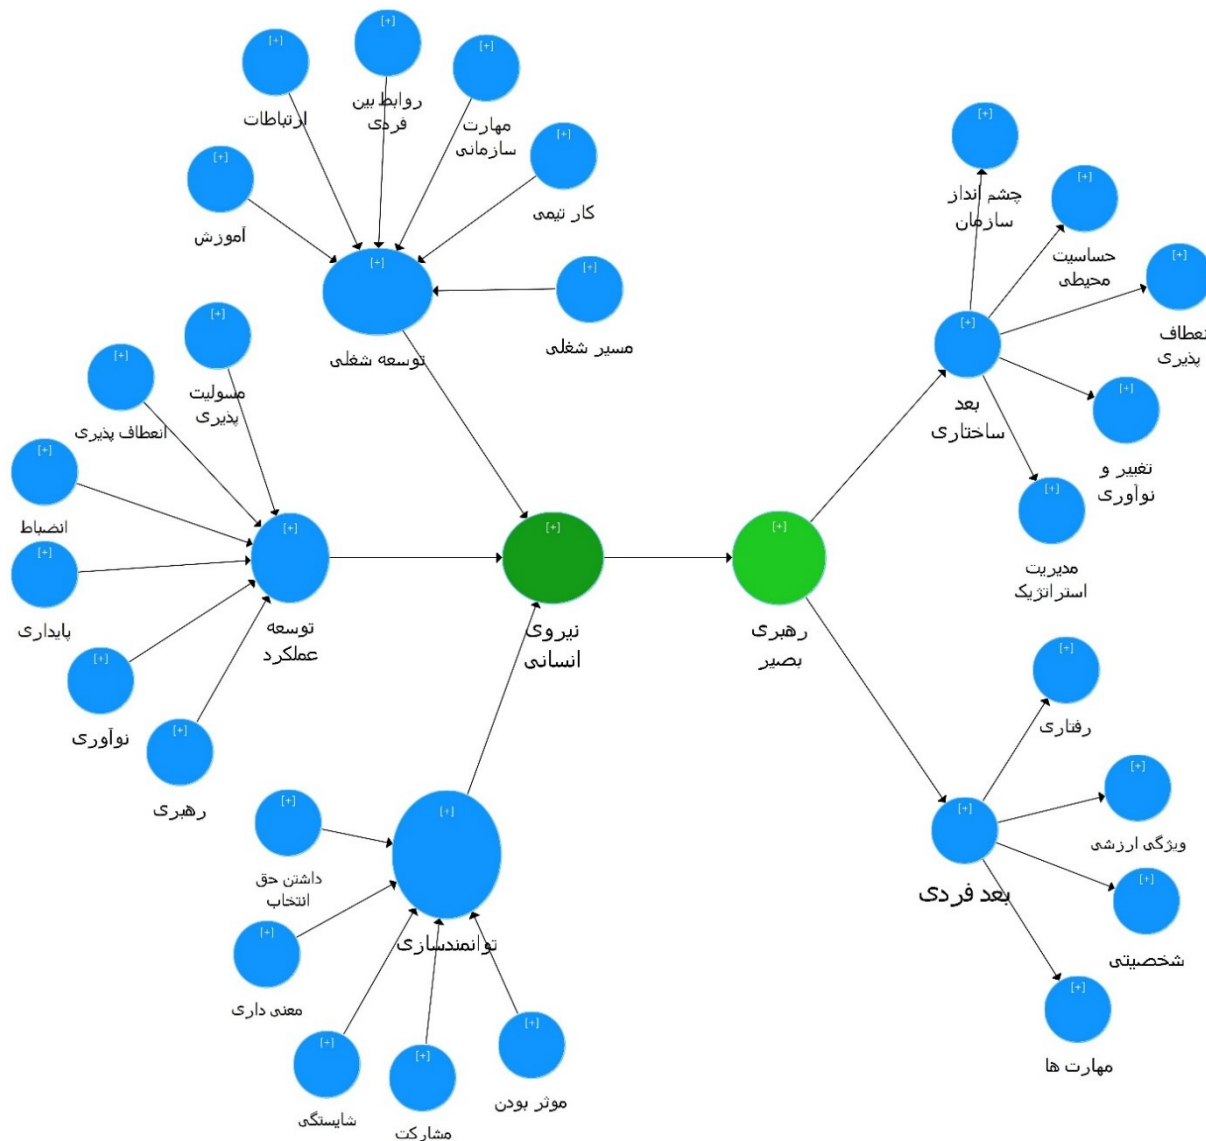 [+]
ارتباطات
[+]
روابط بین
فردی
[+]
مهارت
سازمانی
[+]
کار تیمی
[+]
آموزش
[+]
مسیر شغلی
[+]
توسعه شغلی
[+]
مسولیت
پذیری
[+]
انعطاف پذیری
[+]
انضباط
[+]
پایداری
[+]
نوآوری
[+]
رهبری
[+]
توسعه
عملکرد
[+]
داشتن حق
انتخاب
[+]
معنی داری
[+]
شایستگی
[+]
مشارکت
[+]
موثر بودن
[+]
توانمندسازی
[+]
نیروی
انسانی
[+]
رهبری
بصیر
[+]
بعد
ساختاری
[+]
چشم انداز
سازمان
[+]
حساسیت
محیطی
[+]
نعطاف
پذیری
[+]
تغییر و
نوآوری
[+]
مدیریت
استراتژیک
[+]
بعد فردی
[+]
رفتاری
[+]
ویژگی ارزشی
[+]
شخصیتی
[+]
مهارت ها